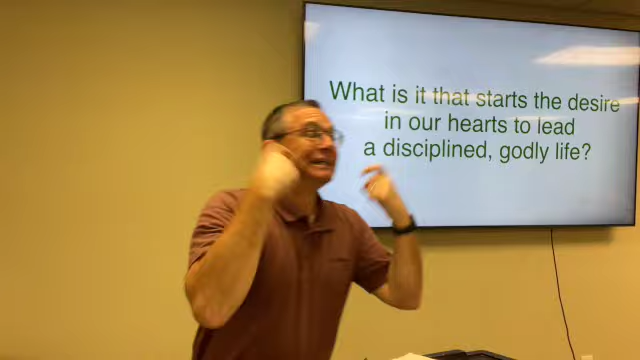 What is it that starts the desire
in our hearts to lead
a disciplined, godly life?